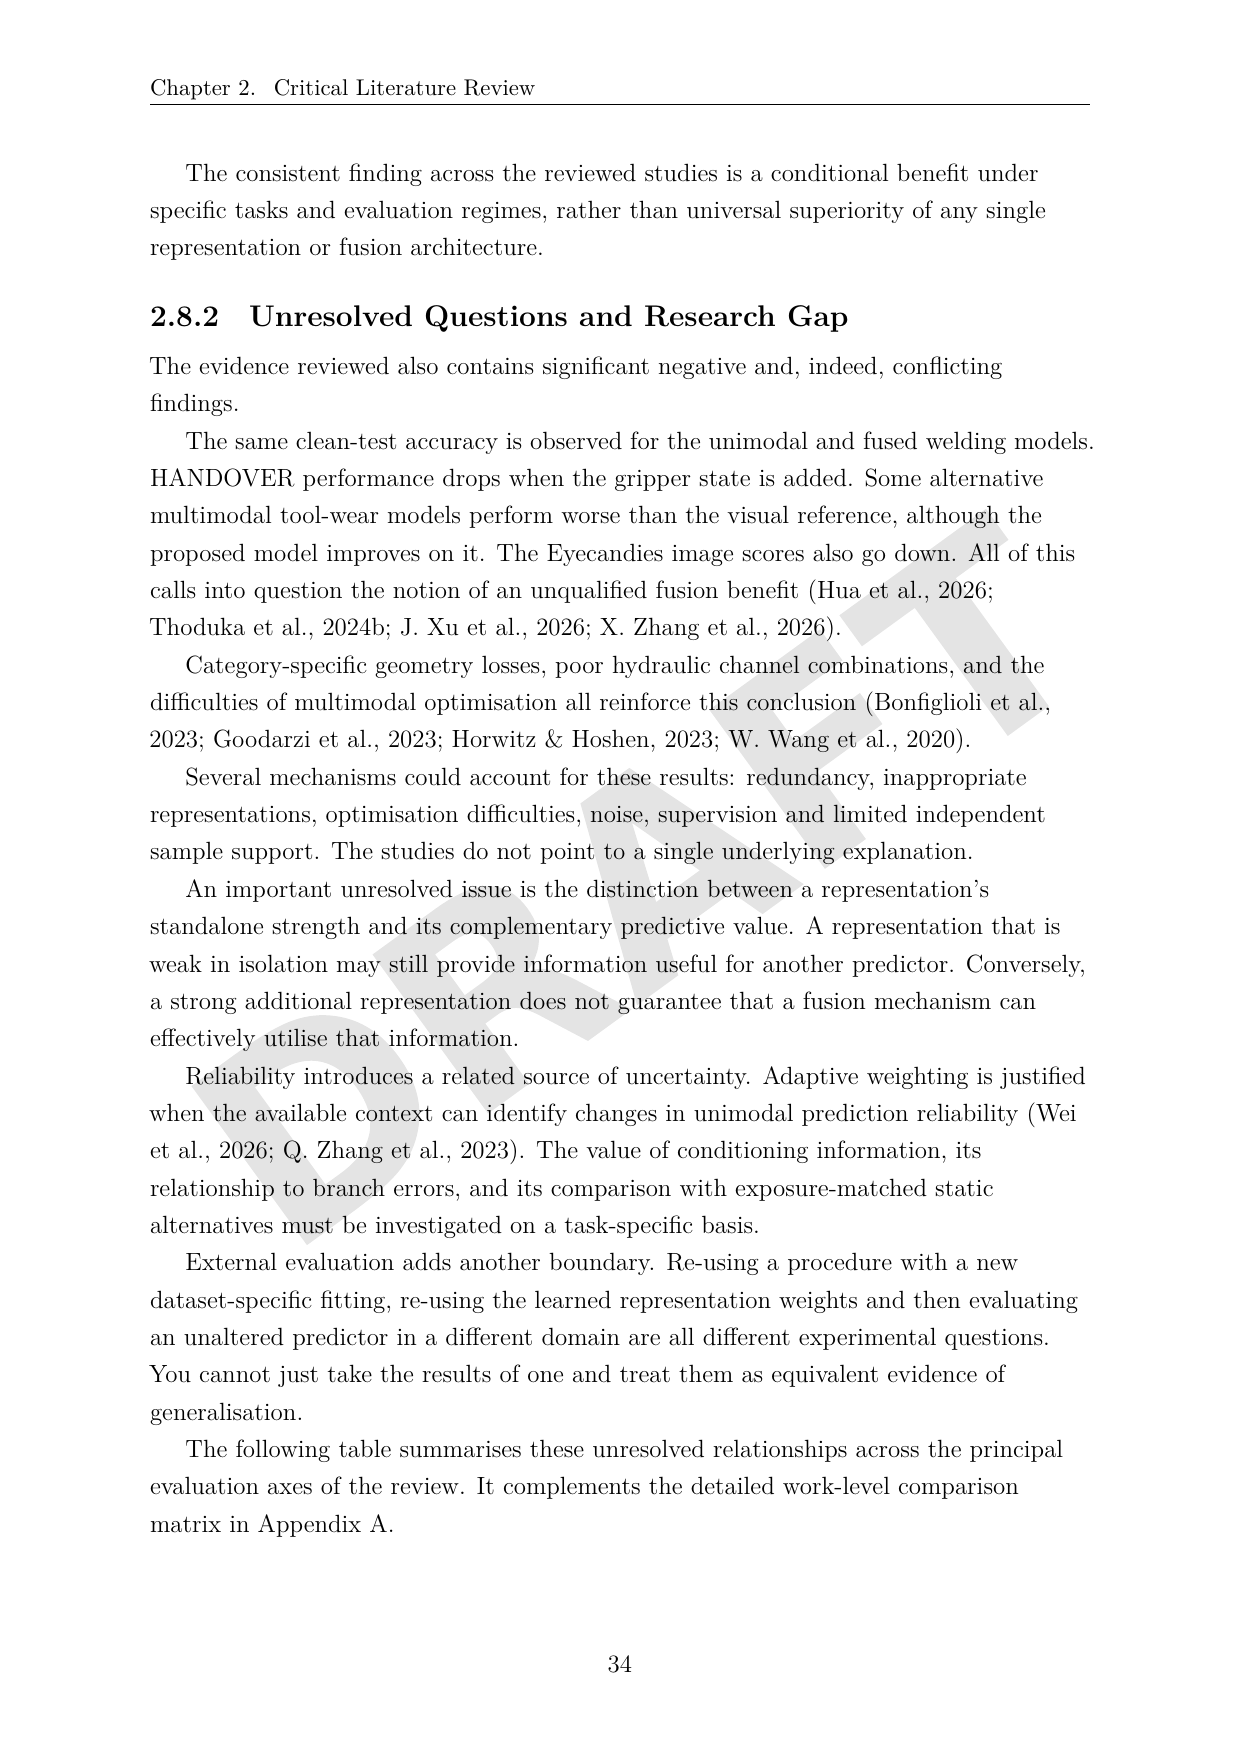 Chapter 2. Critical Literature Review
The consistent finding across the reviewed studies is a conditional benefit under
specific tasks and evaluation regimes, rather than universal superiority of any single
representation or fusion architecture.
2.8.2 Unresolved Questions and Research Gap
The evidence reviewed also contains significant negative and, indeed, conflicting
findings.
The same clean-test accuracy is observed for the unimodal and fused welding models.
HANDOVER performance drops when the gripper state is added. Some alternative
multimodal tool-wear models perform worse than the visual reference, although the
proposed model improves on it. The Eyecandies image scores also go down. All of this
calls into question the notion of an unqualified fusion benefit (Hua et al., 2026;
Thoduka et al., 2024b; J. Xu et al., 2026; X. Zhang et al., 2026).
Category-specific geometry losses, poor hydraulic channel combinations, and the
difficulties of multimodal optimisation all reinforce this conclusion (Bonfiglioli et al.,
2023; Goodarzi et al., 2023; Horwitz & Hoshen, 2023; W. Wang et al., 2020).
Several mechanisms could account for these results: redundancy, inappropriate
representations, optimisation difficulties, noise, supervision and limited independent
sample support. The studies do not point to a single underlying explanation.
An important unresolved issue is the distinction between a representation's
standalone strength and its complementary predictive value. A representation that is
weak in isolation may still provide information useful for another predictor. Conversely,
a strong additional representation does not guarantee that a fusion mechanism can
effectively utilise that information.
Reliability introduces a related source of uncertainty. Adaptive weighting is justified
when the available context can identify changes in unimodal prediction reliability (Wei
et al., 2026; Q. Zhang et al., 2023). The value of conditioning information, its
relationship to branch errors, and its comparison with exposure-matched static
alternatives must be investigated on a task-specific basis.
External evaluation adds another boundary. Re-using a procedure with a new
dataset-specific fitting, re-using the learned representation weights and then evaluating
an unaltered predictor in a different domain are all different experimental questions.
You cannot just take the results of one and treat them as equivalent evidence of
generalisation.
The following table summarises these unresolved relationships across the principal
evaluation axes of the review. It complements the detailed work-level comparison
matrix in Appendix A.
34
DRAFT